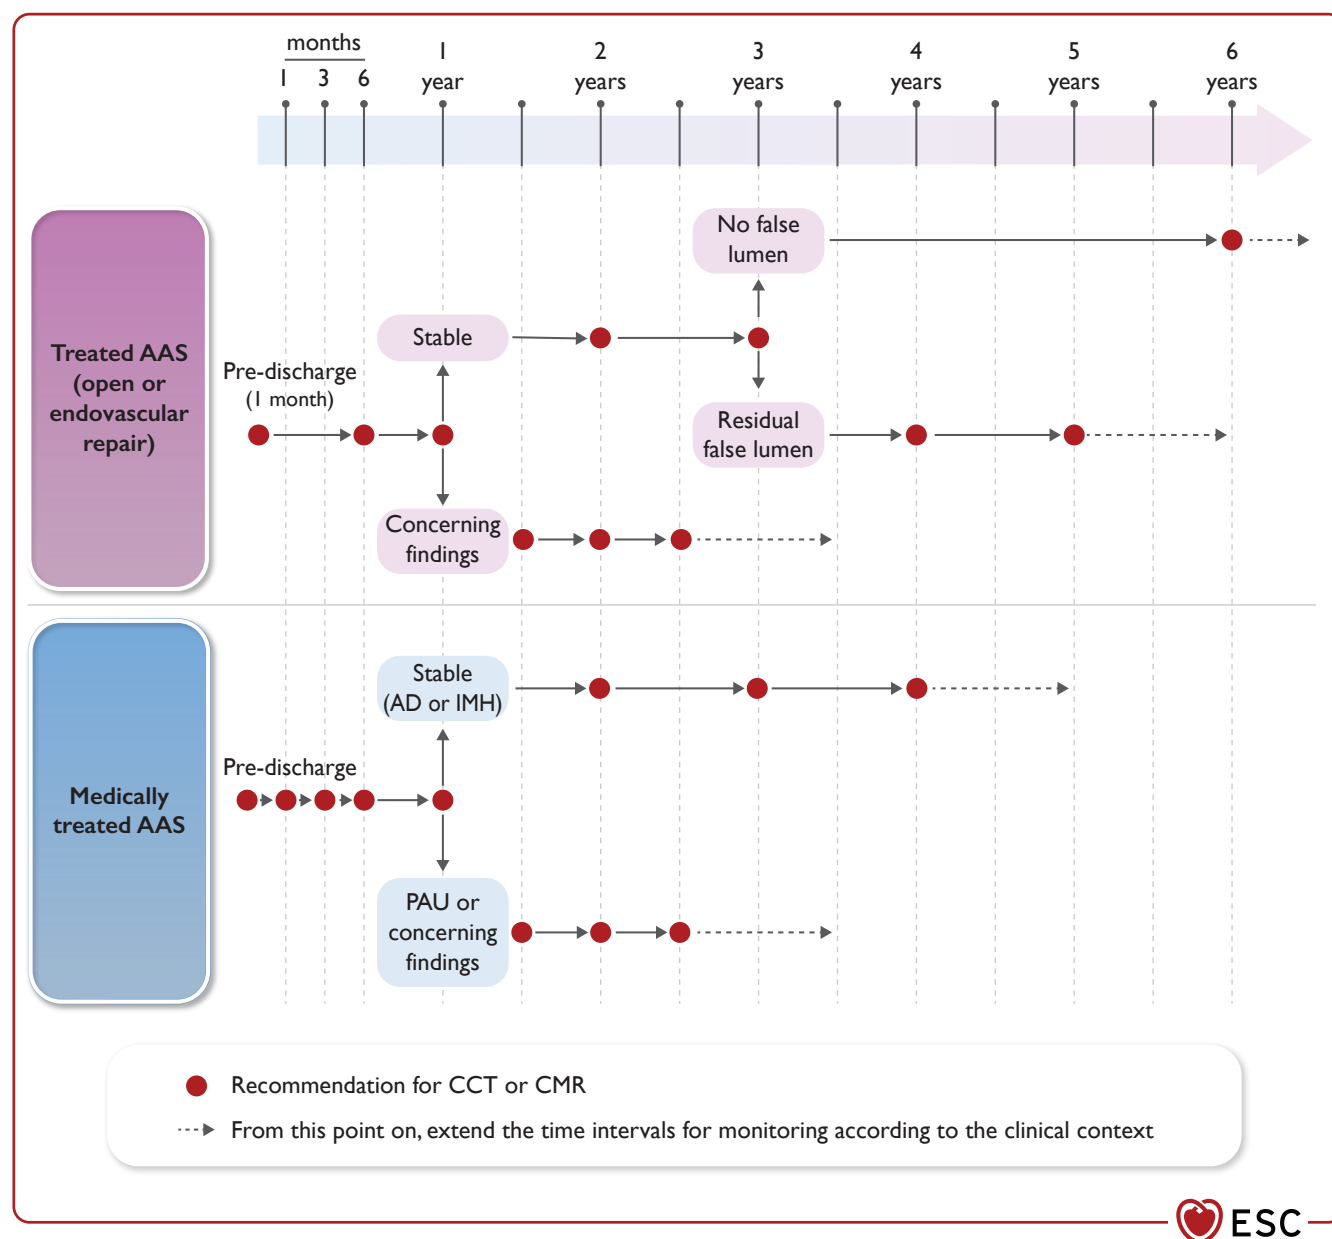 months
1 3 6
1
year
2
years
3
years
4
years
5
years
6
years
Treated AAS
(open or
endovascular
repair)
Pre-discharge
(1 month)
Stable
Concerning
findings
No false
lumen
Residual
false lumen
Medically
treated AAS
Pre-discharge
Stable
(AD or IMH)
PAU or
concerning
findings
Recommendation for CCT or CMR
From this point on, extend the time intervals for monitoring according to the clinical context
ESC